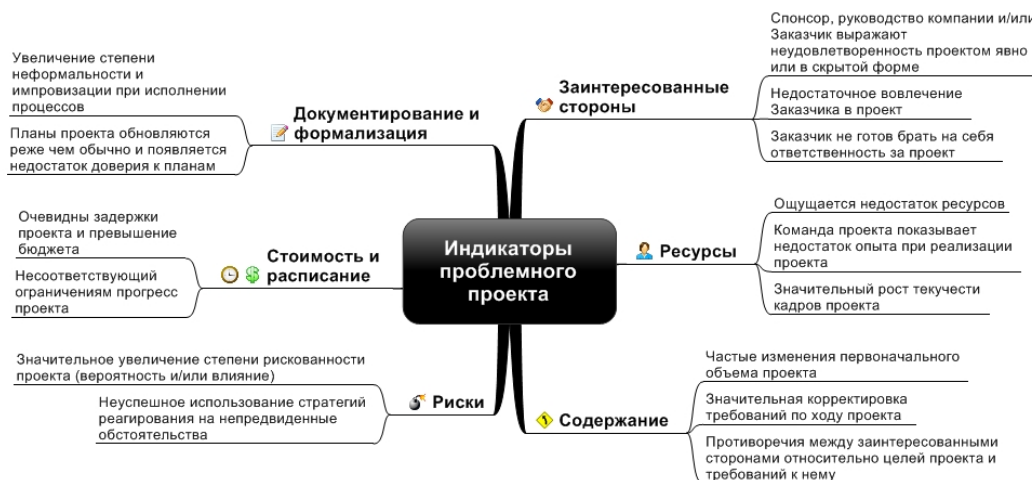 Индикаторы
проблемного
проекта
Заинтересованные
стороны
Спонсор, руководство компании и/или
Заказчик выражают
неудовлетворенность проектом явно
или в скрытой форме
Недостаточное вовлечение
Заказчика в проект
Заказчик не готов брать на себя
ответственность за проект
Ресурсы
Ощущается недостаток ресурсов
Команда проекта показывает
недостаток опыта при реализации
проекта
Значительный рост текучести
кадров проекта
Содержание
Частые изменения первоначального
объема проекта
Значительная корректировка
требований по ходу проекта
Противоречия между заинтересованными
сторонами относительно целей проекта и
требований к нему
Документирование и
формализация
Увеличение степени
неформальности и
импровизации при исполнении
процессов
Планы проекта обновляются
реже чем обычно и появляется
недостаток доверия к планам
Стоимость и
расписание
Очевидны задержки
проекта и превышение
бюджета
Несоответствующий
ограничениям прогресс
проекта
Риски
Значительное увеличение степени рискованности
проекта (вероятность и/или влияние)
Неуспешное использование стратегий
реагирования на непредвиденные
обстоятельства